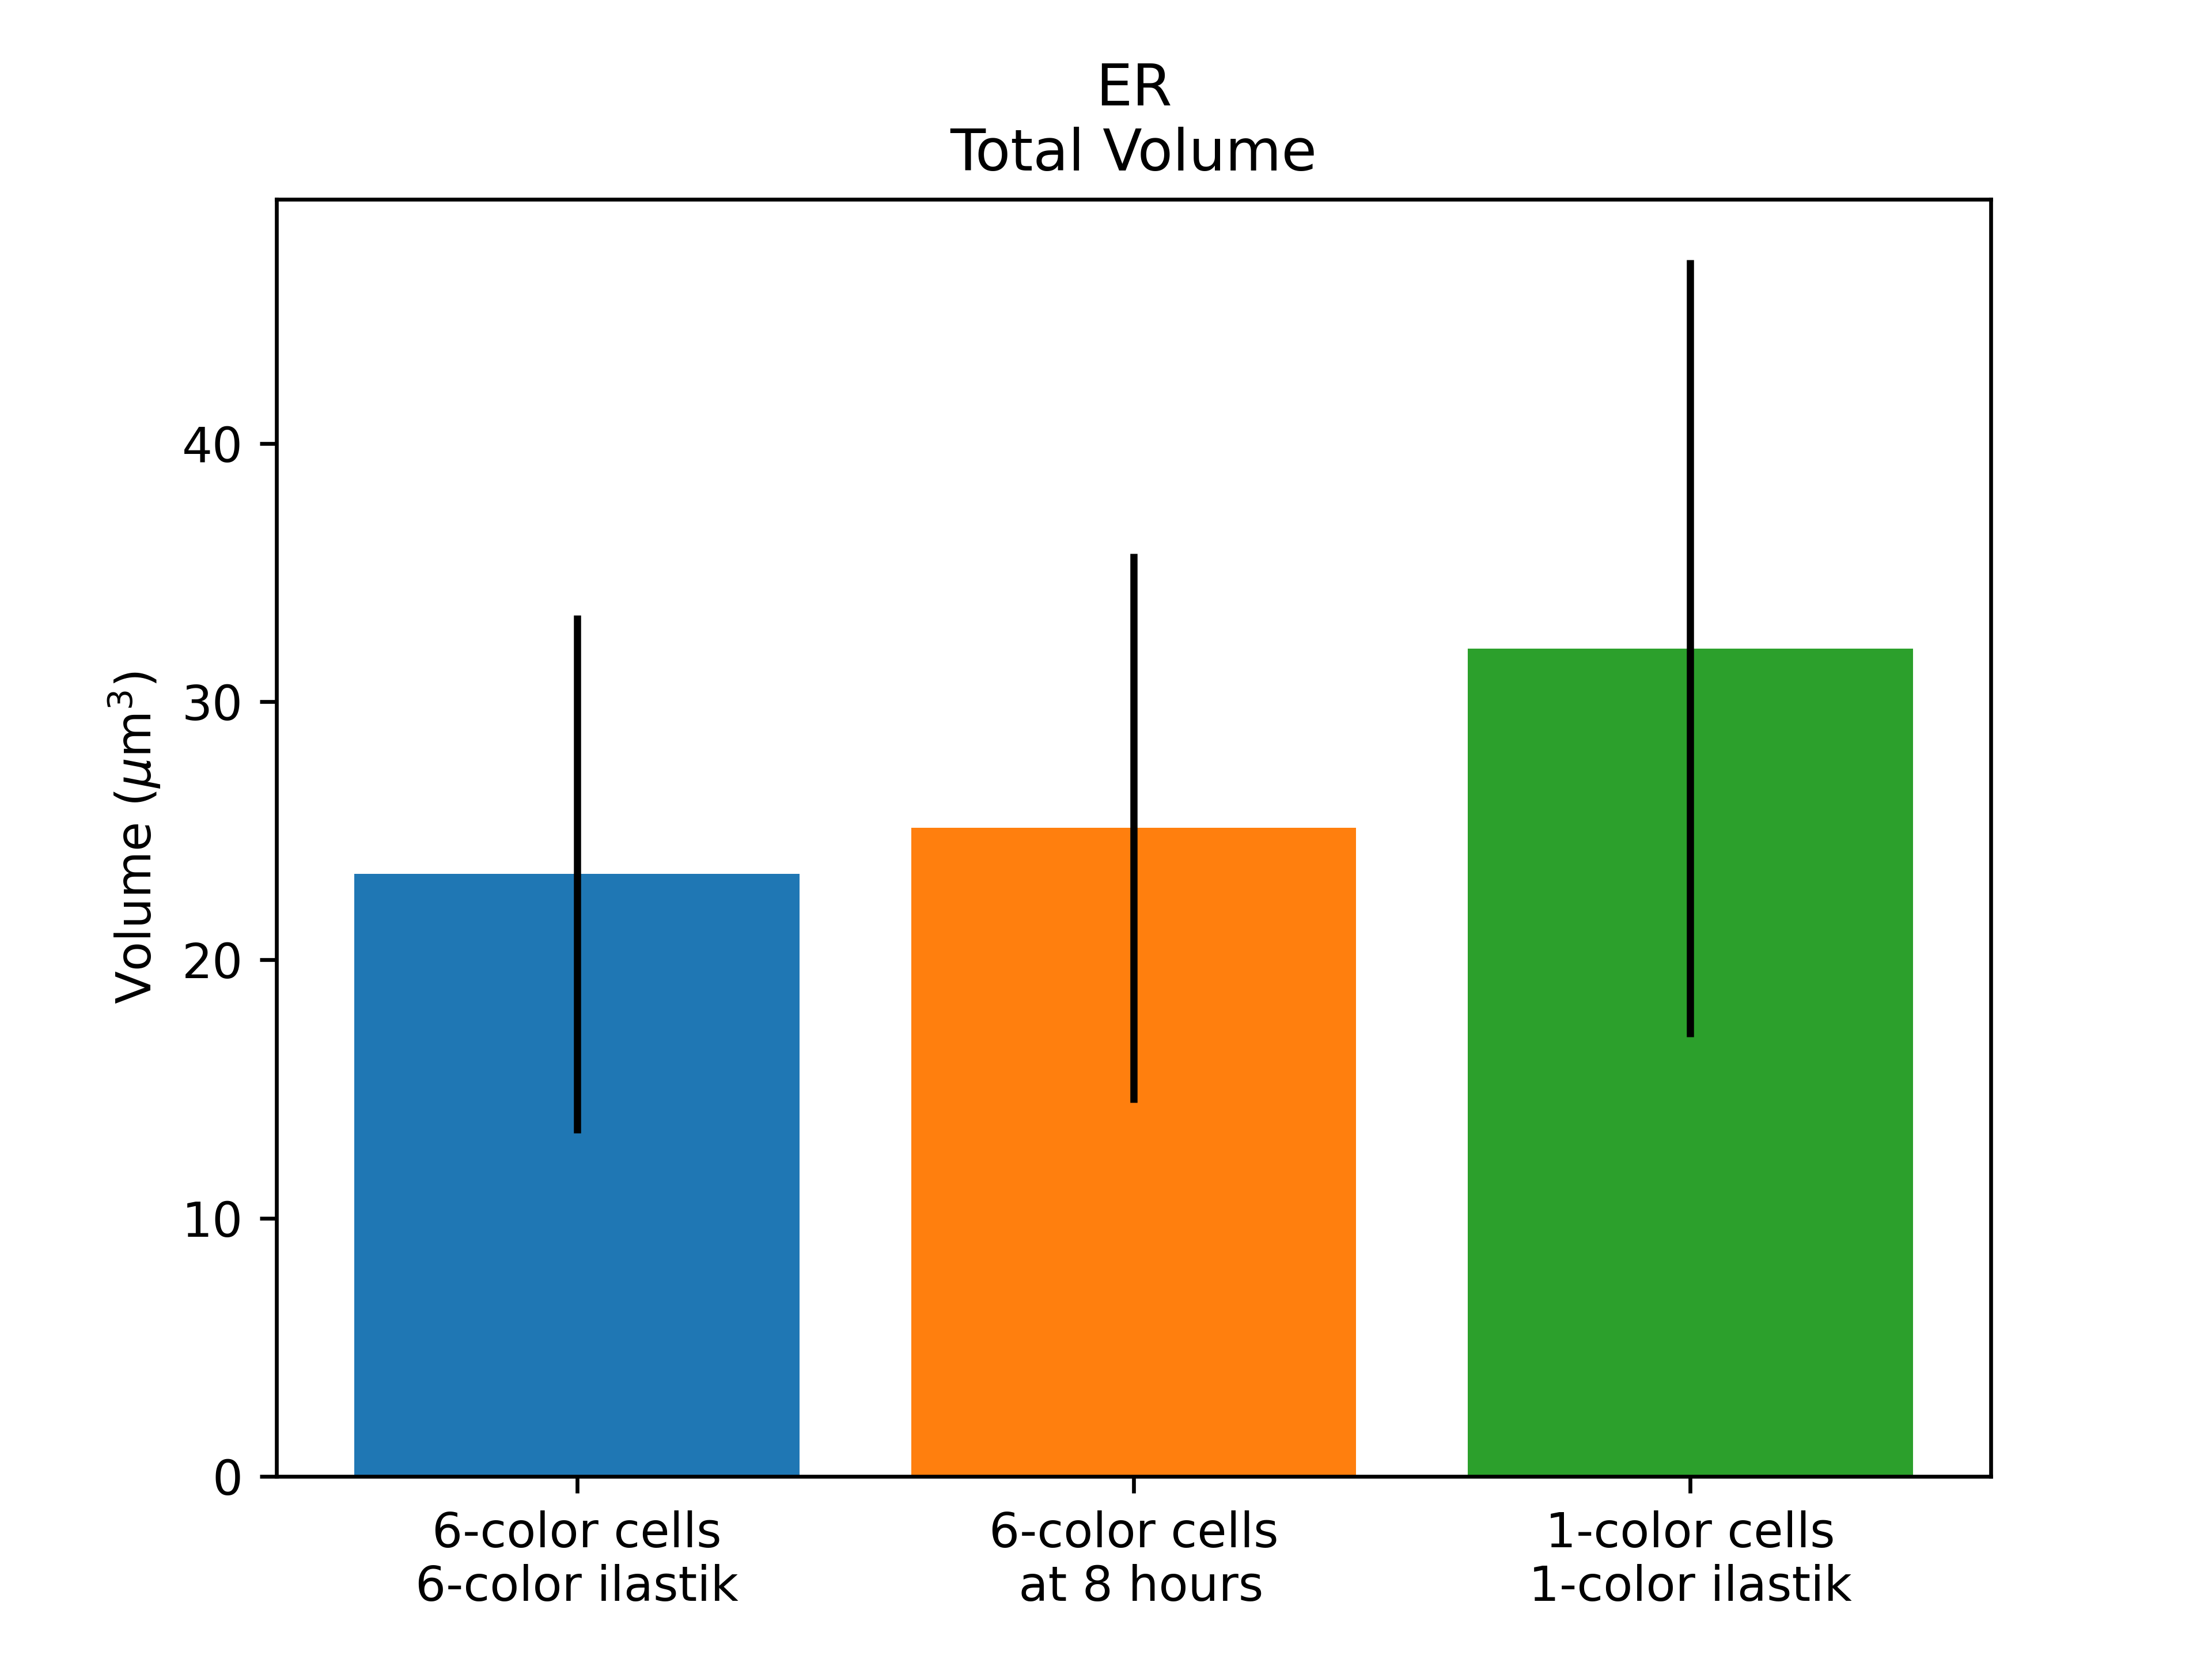 ER
Total Volume
Volume (μm³)
40
30
20
10
0
6-color cells
6-color ilastik
6-color cells
at 8 hours
1-color cells
1-color ilastik